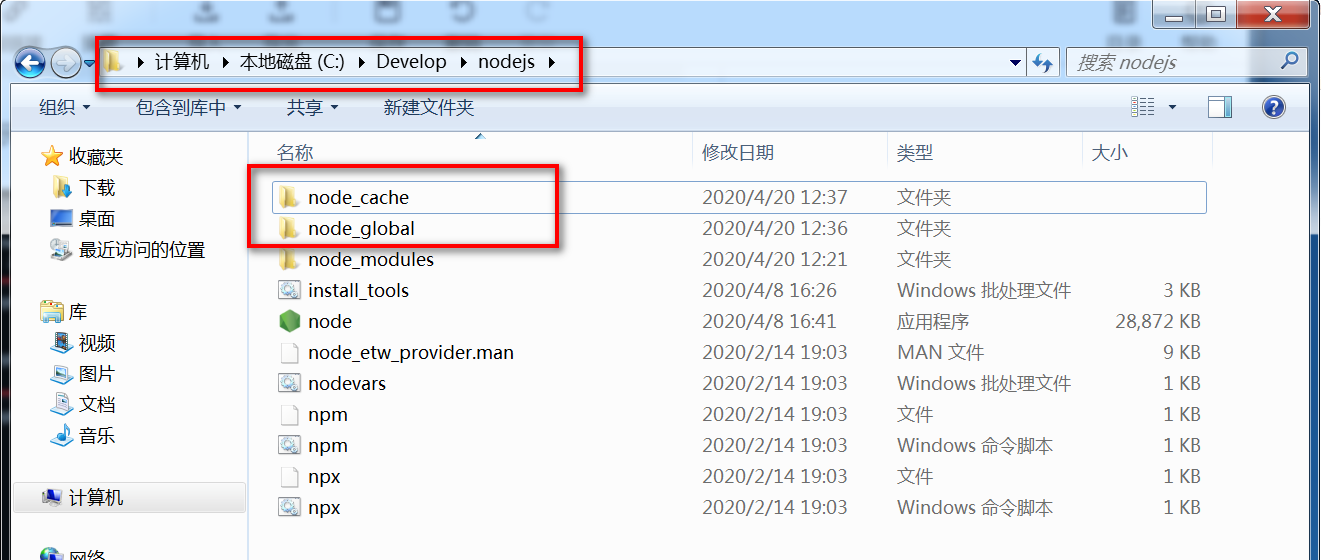 计算机 本地磁盘 (C:) Develop nodejs 搜索 nodejs
组织 包含到库中 共享 新建文件夹
收藏夹
下载
桌面
最近访问的位置
库
视频
图片
文档
音乐
计算机
网络
名称 修改日期 类型 大小
node_cache 2020/4/20 12:37 文件夹
node_global 2020/4/20 12:36 文件夹
node_modules 2020/4/20 12:21 文件夹
install_tools 2020/4/8 16:26 Windows 批处理文件 3 KB
node 2020/4/8 16:41 应用程序 28,872 KB
node_etw_provider.man 2020/2/14 19:03 MAN 文件 9 KB
nodevars 2020/2/14 19:03 Windows 批处理文件 1 KB
npm 2020/2/14 19:03 文件 1 KB
npm 2020/2/14 19:03 Windows 命令脚本 1 KB
npx 2020/2/14 19:03 文件 1 KB
npx 2020/2/14 19:03 Windows 命令脚本 1 KB